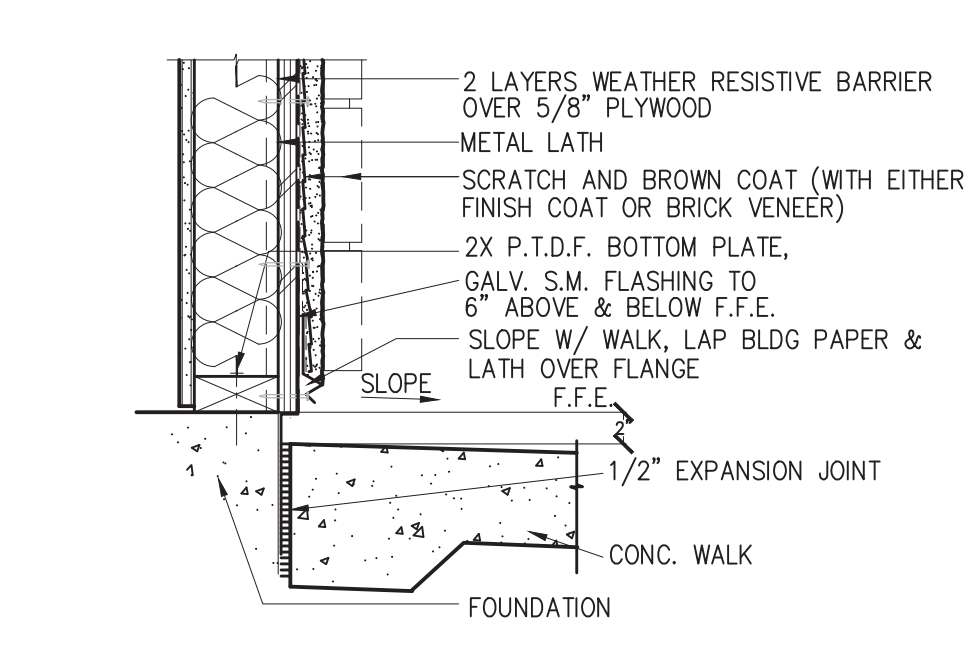 2 LAYERS WEATHER RESISTIVE BARRIER
OVER 5/8" PLYWOOD
METAL LATH
SCRATCH AND BROWN COAT (WITH EITHER
FINISH COAT OR BRICK VENEER)
2X P.T.D.F. BOTTOM PLATE,
GALV. S.M. FLASHING TO
6" ABOVE & BELOW F.F.E.
SLOPE W/ WALK, LAP BLDG PAPER &
LATH OVER FLANGE
SLOPE
F.F.E.
2"
1/2" EXPANSION JOINT
CONC. WALK
FOUNDATION